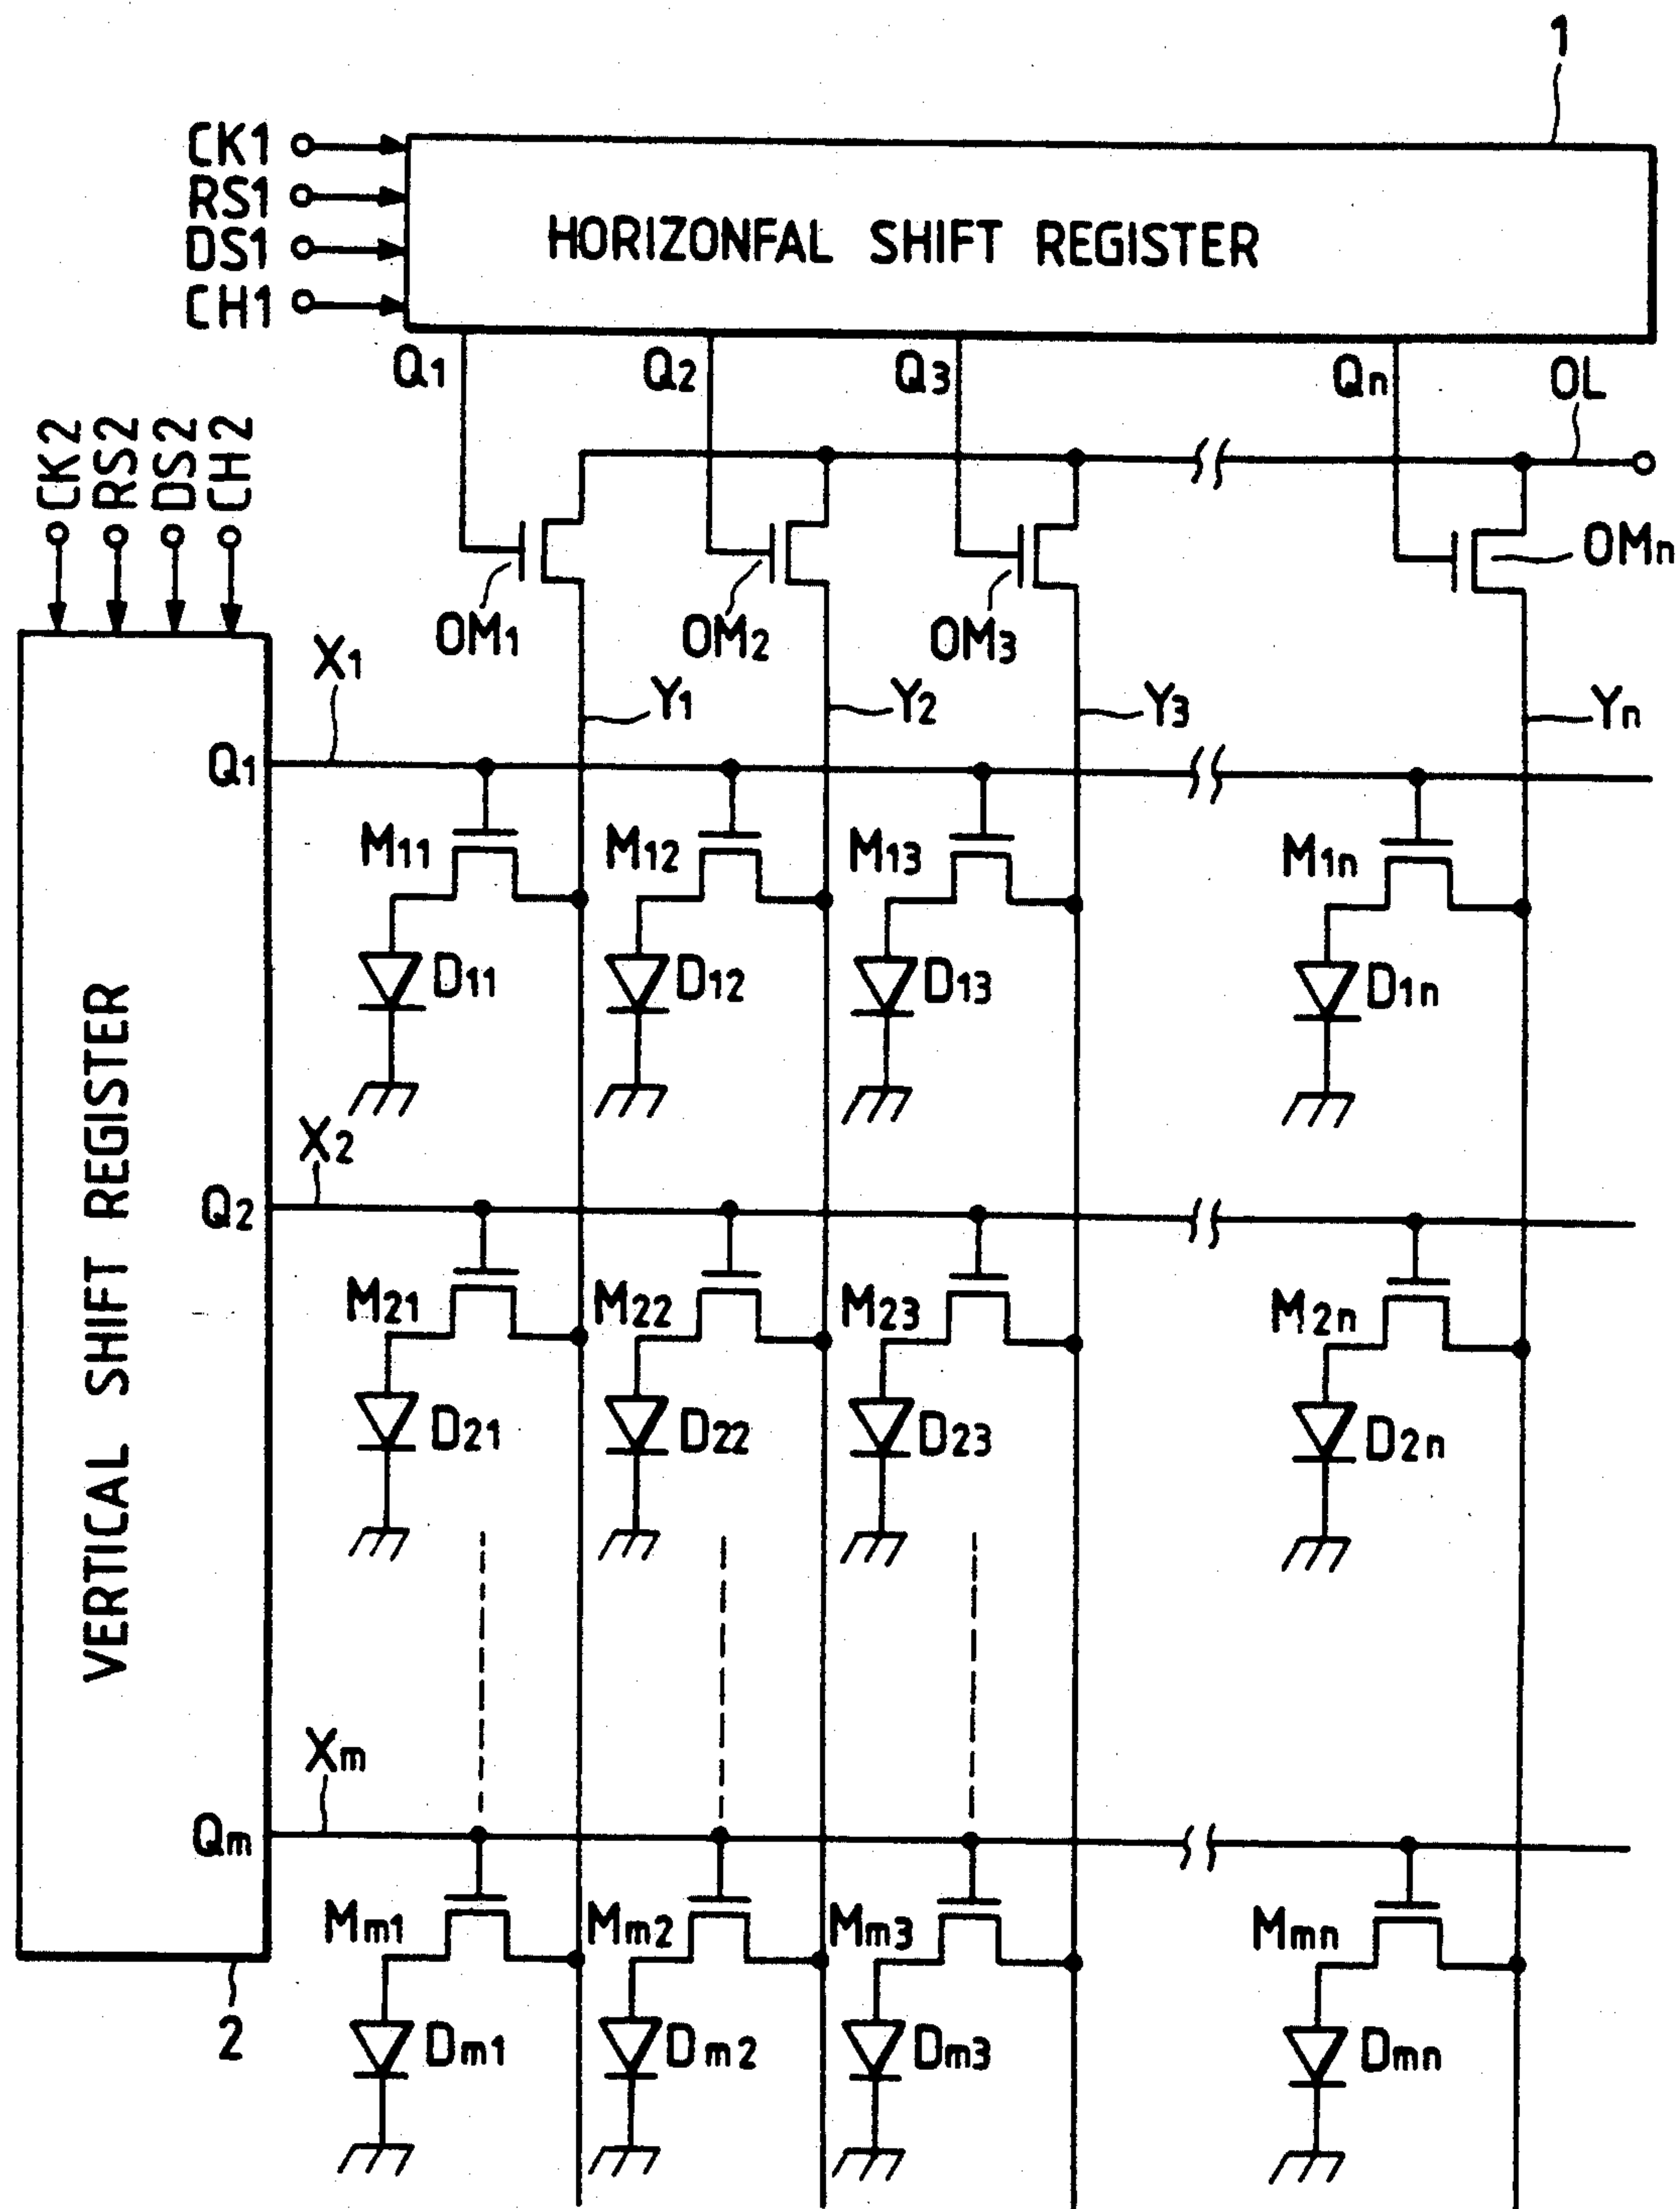 1
CK1
RS1
DS1
CH1
HORIZONFAL SHIFT REGISTER
Q1 Q2 Q3 Qn OL
CK2 RS2 DS2 CH2
OM1 OM2 OM3 OMn
X1
Y1 Y2 Y3 Yn
Q1
M11 M12 M13 M1n
D11 D12 D13 D1n
VERTICAL SHIFT REGISTER
X2
Q2
M21 M22 M23 M2n
D21 D22 D23 D2n
Xm
Qm
Mm1 Mm2 Mm3 Mmn
2
Dm1 Dm2 Dm3 Dmn